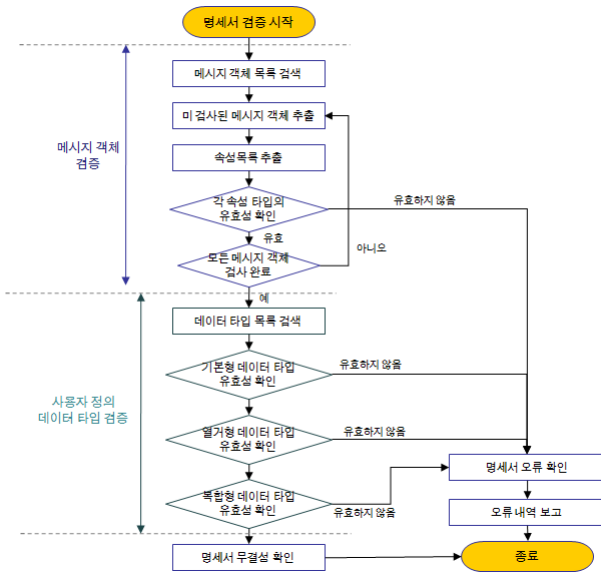 명세서 검증 시작
메시지 객체 목록 검색
미 검사된 메시지 객체 추출
메시지 객체
검증
속성목록 추출
각 속성 타입의
유효성 확인
유효하지 않음
유효
아니오
모든 메시지 객체
검사 완료
예
데이터 타입 목록 검색
기본형 데이터 타입
유효성 확인
유효하지 않음
사용자 정의
데이터 타입 검증
열거형 데이터 타입
유효성 확인
유효하지 않음
명세서 오류 확인
복합형 데이터 타입
유효성 확인
유효하지 않음
오류 내역 보고
명세서 무결성 확인
종료